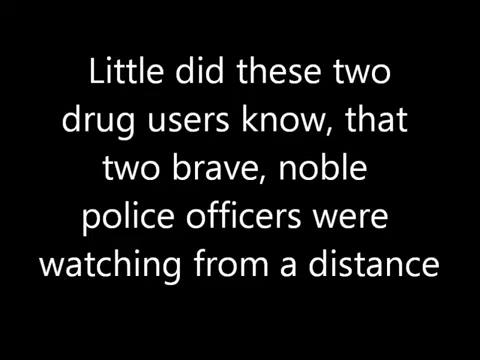 Little did these two
drug users know, that
two brave, noble
police officers were
watching from a distance